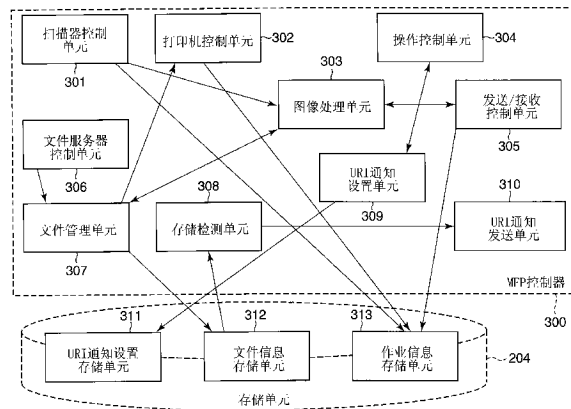 扫描器控制
单元
301
打印机控制单元
302
操作控制单元
304
303
图像处理单元
发送/接收
控制单元
305
文件服务器
控制单元
306
308
URI通知
设置单元
309
310
文件管理单元
307
存储检测单元
URI通知
发送单元
MFP控制器
300
311
312
313
URI通知设置
存储单元
文件信息
存储单元
作业信息
存储单元
204
存储单元